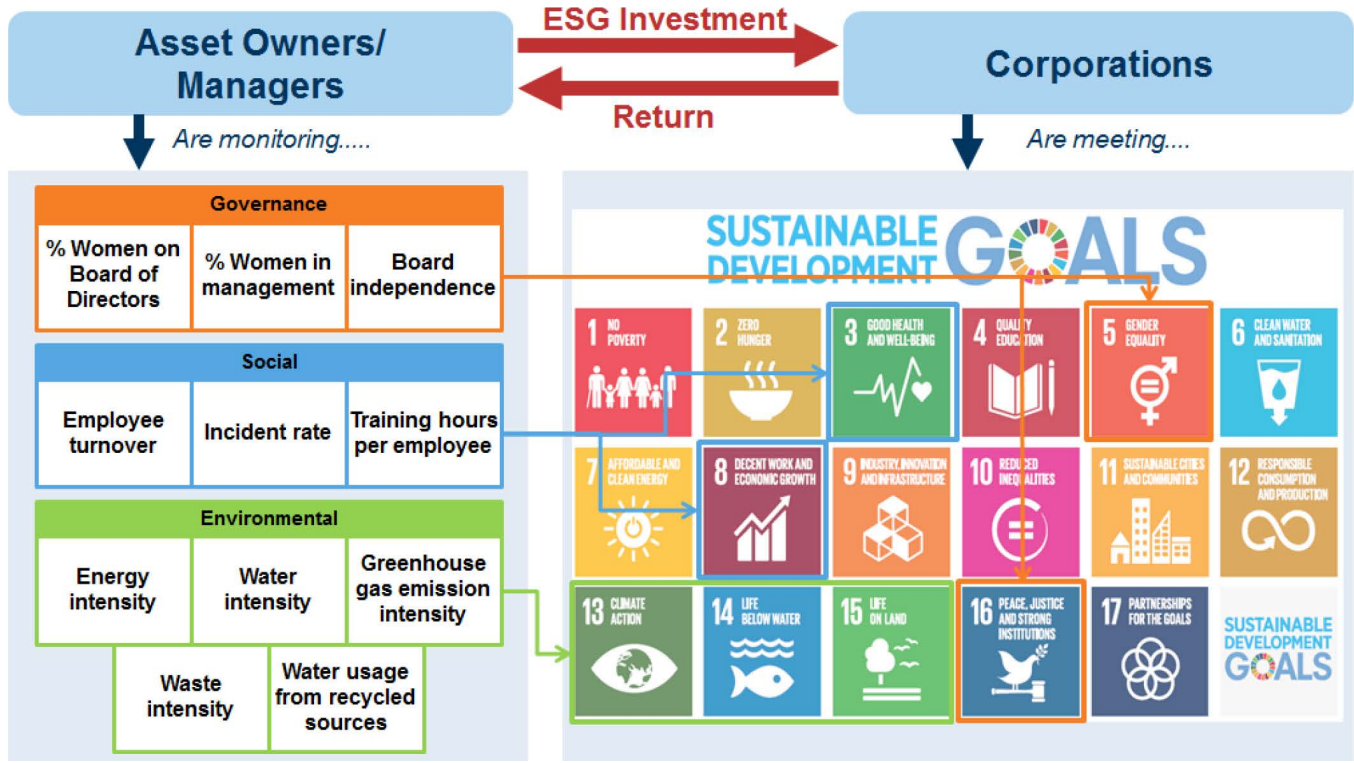 ESG Investment
Asset Owners/
Managers
Corporations
Return
Are monitoring.....
Are meeting....
Governance
% Women on
Board of
Directors
% Women in
management
Board
independence
Social
Employee
turnover
Incident rate
Training hours
per employee
Environmental
Energy
intensity
Water
intensity
Greenhouse
gas emission
intensity
Waste
intensity
Water usage
from recycled
sources
SUSTAINABLE
DEVELOPMENT
GOALS
1 NO
POVERTY
2 ZERO
HUNGER
3 GOOD HEALTH
AND WELL-BEING
4 QUALITY
EDUCATION
5 GENDER
EQUALITY
6 CLEAN WATER
AND SANITATION
7 AFFORDABLE AND
CLEAN ENERGY
8 DECENT WORK AND
ECONOMIC GROWTH
9 INDUSTRY, INNOVATION
AND INFRASTRUCTURE
10 REDUCED
INEQUALITIES
11 SUSTAINABLE CITIES
AND COMMUNITIES
12 RESPONSIBLE
CONSUMPTION
AND PRODUCTION
13 CLIMATE
ACTION
14 LIFE
BELOW WATER
15 LIFE
ON LAND
16 PEACE, JUSTICE
AND STRONG
INSTITUTIONS
17 PARTNERSHIPS
FOR THE GOALS
SUSTAINABLE
DEVELOPMENT
GOALS